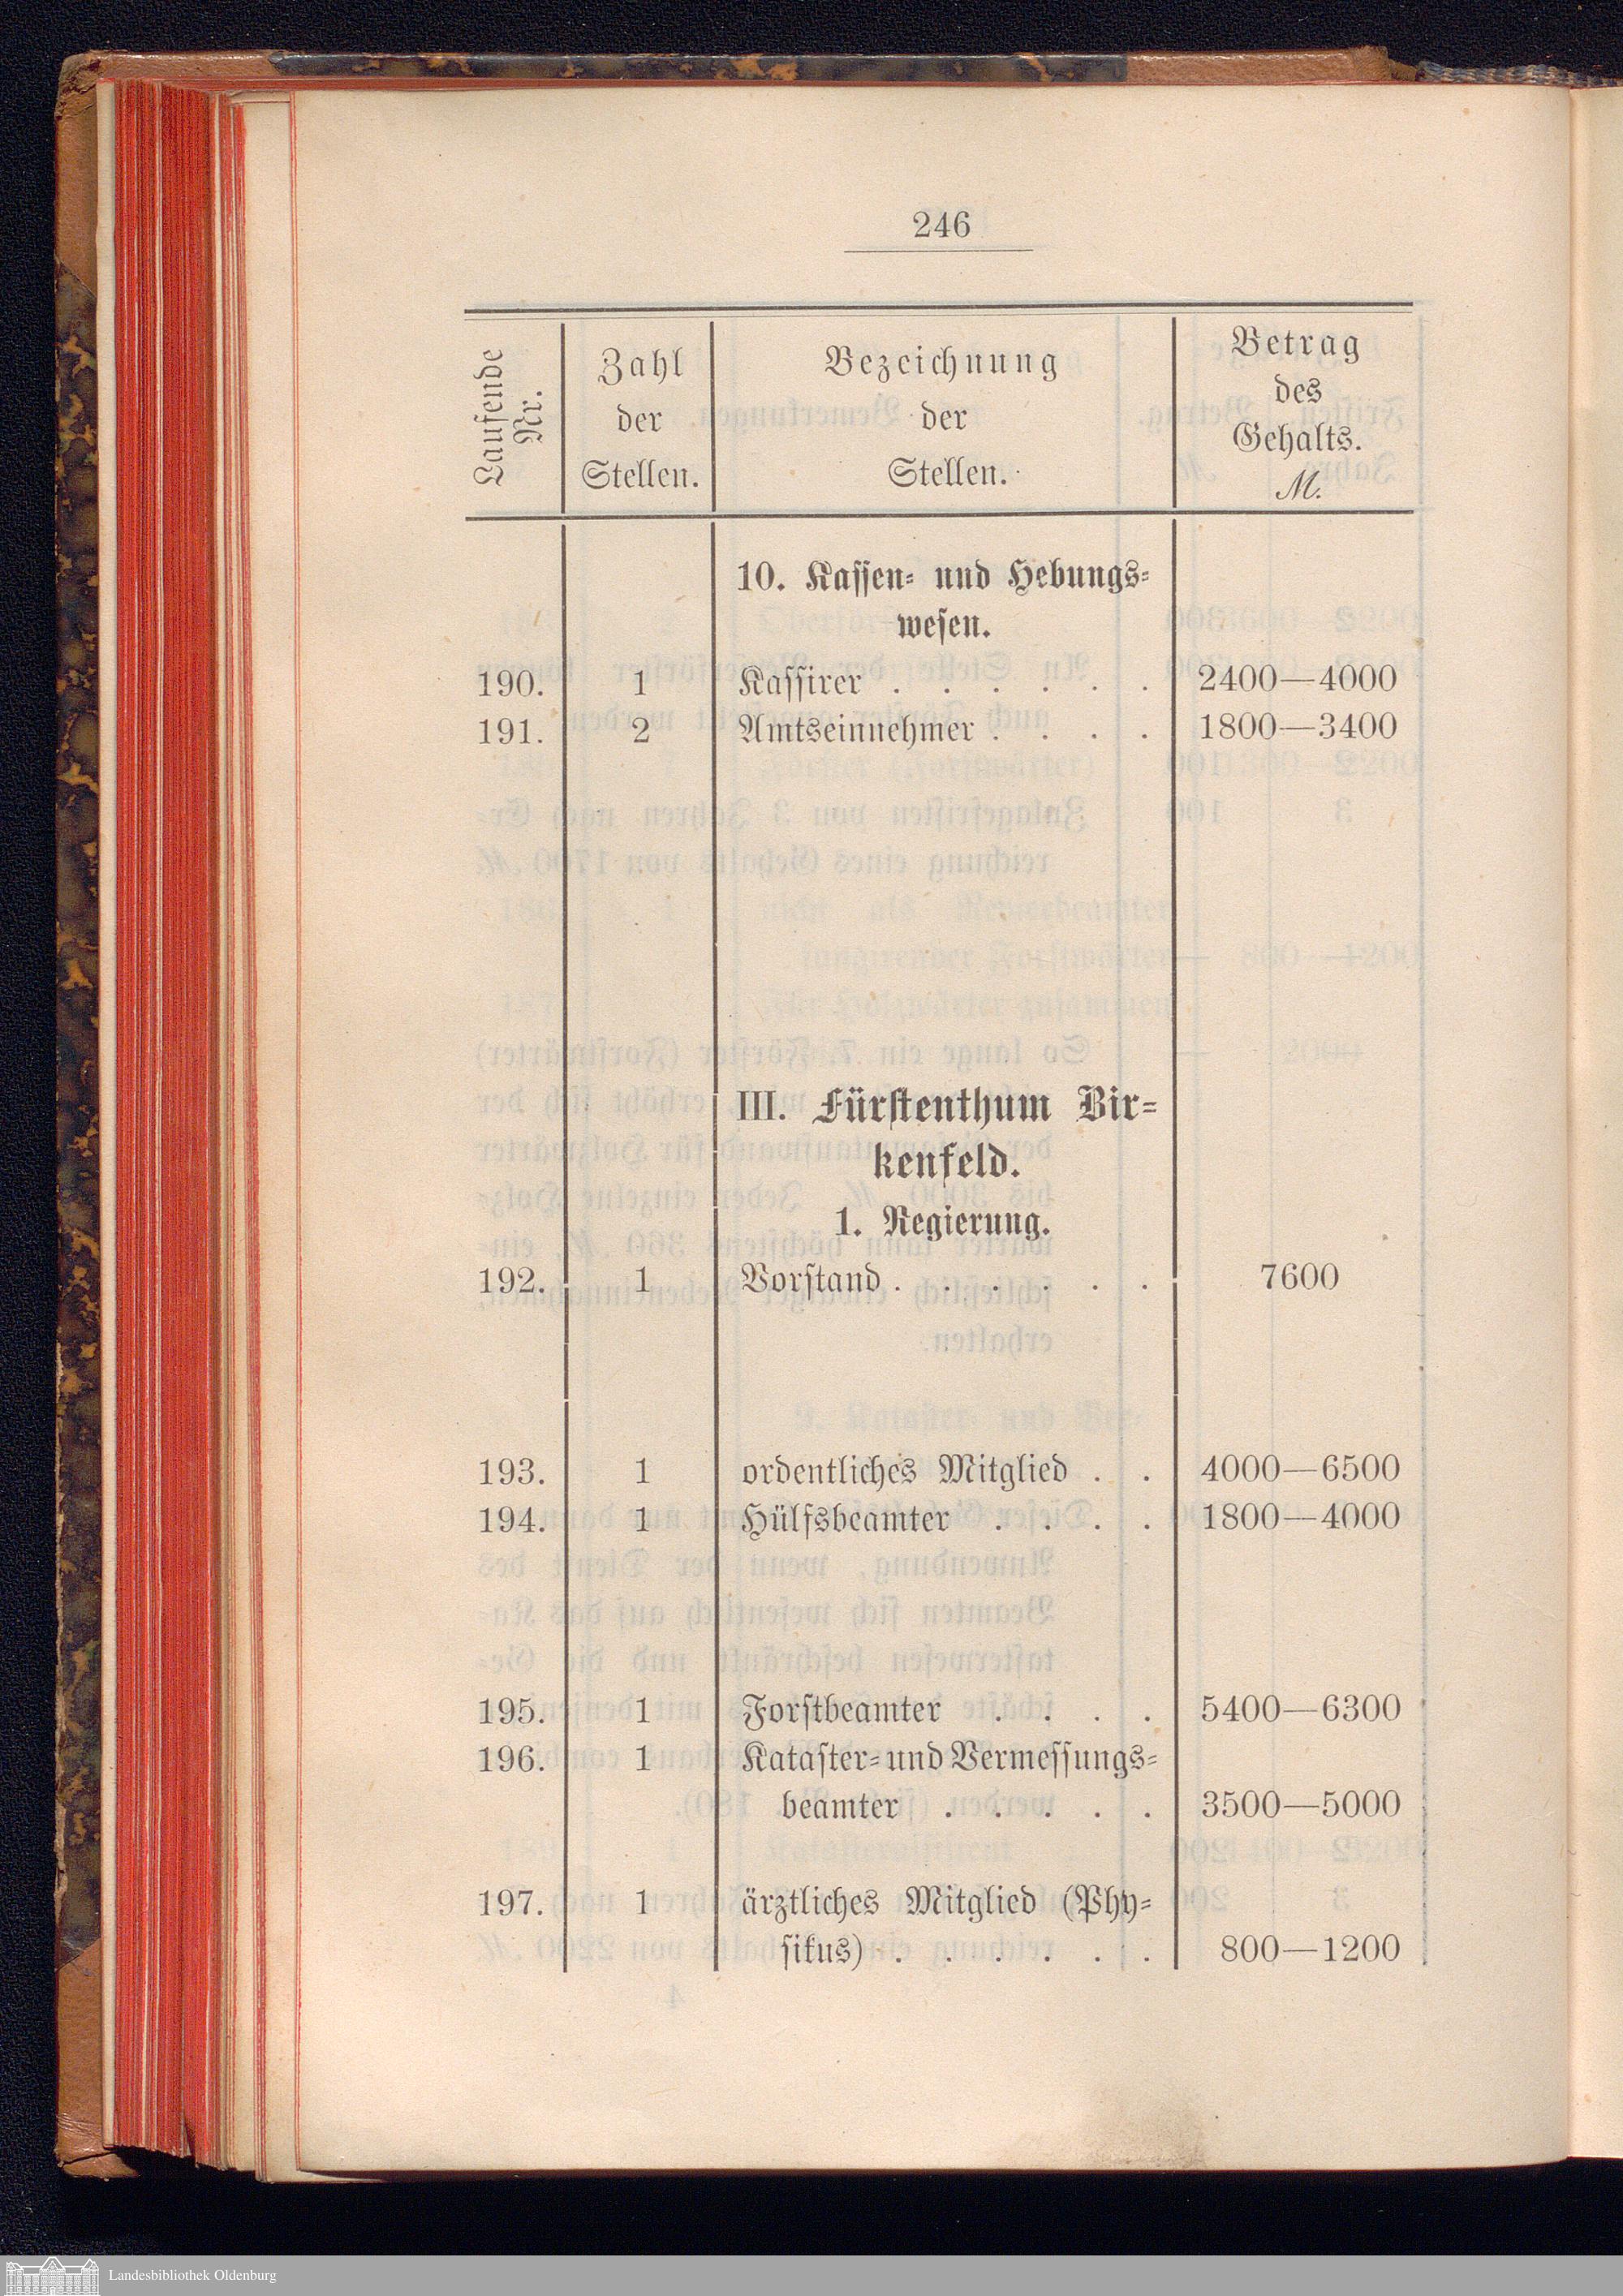 246
Laufende Nr.
Zahl der Stellen.
Bezeichnung der Stellen.
Betrag des Gehalts. M.
10. Kassen- und Hebungs-
wesen.
190. 1 Kassirer . . . . . . 2400—4000
191. 2 Amtseinnehmer . . . . 1800—3400
III. Fürstenthum Bir-
kenfeld.
1. Regierung.
192. 1 Vorstand . . . . . . 7600
193. 1 ordentliches Mitglied . . 4000—6500
194. 1 Hülfsbeamter . . . . 1800—4000
195. 1 Forstbeamter . . . . 5400—6300
196. 1 Kataster- und Vermessungs-
beamter . . . . . 3500—5000
197. 1 ärztliches Mitglied (Phy-
sikus) . . . . . . 800—1200
Landesbibliothek Oldenburg